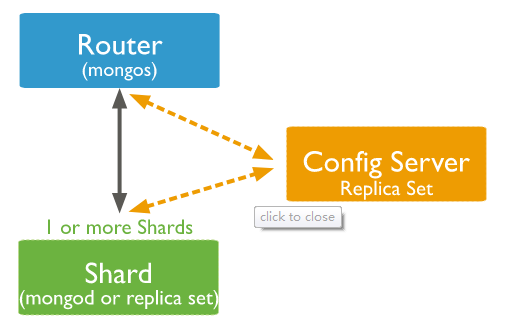 Router
(mongos)
Config Server
Replica Set
click to close
1 or more Shards
Shard
(mongod or replica set)